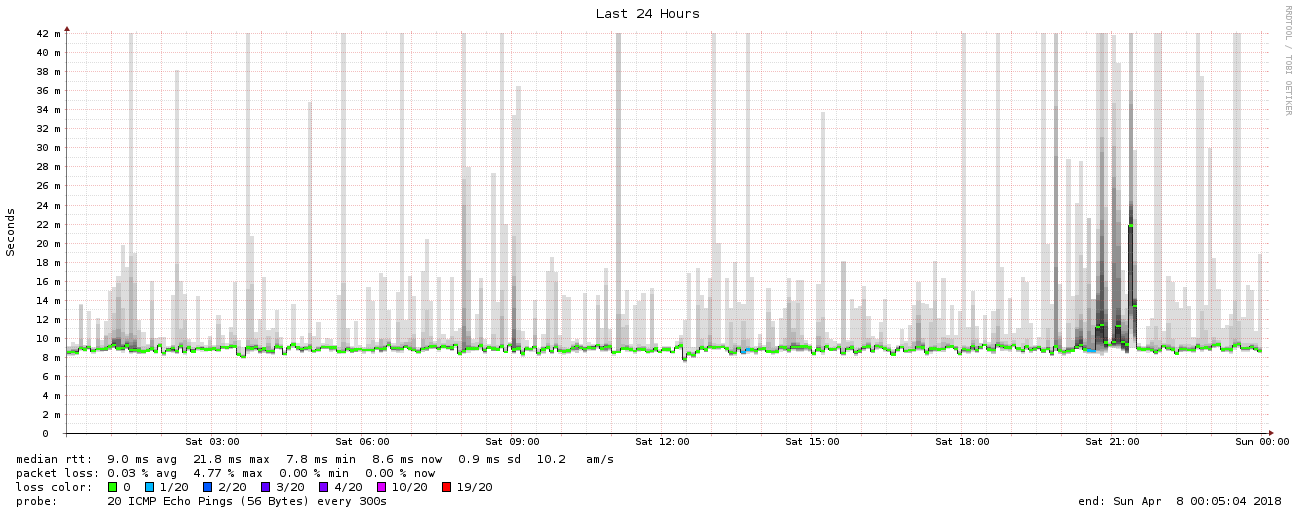 Last 24 Hours
RRDTOOL / TOBI OETIKER
Seconds
42 m
40 m
38 m
36 m
34 m
32 m
30 m
28 m
26 m
24 m
22 m
20 m
18 m
16 m
14 m
12 m
10 m
8 m
6 m
4 m
2 m
0
Sat 03:00 Sat 06:00 Sat 09:00 Sat 12:00 Sat 15:00 Sat 18:00 Sat 21:00 Sun 00:00
median rtt: 9.0 ms avg 21.8 ms max 7.8 ms min 8.6 ms now 0.9 ms sd 10.2 am/s
packet loss: 0.03 % avg 4.77 % max 0.00 % min 0.00 % now
loss color: 0 1/20 2/20 3/20 4/20 10/20 19/20
probe: 20 ICMP Echo Pings (56 Bytes) every 300s end: Sun Apr 8 00:05:04 2018